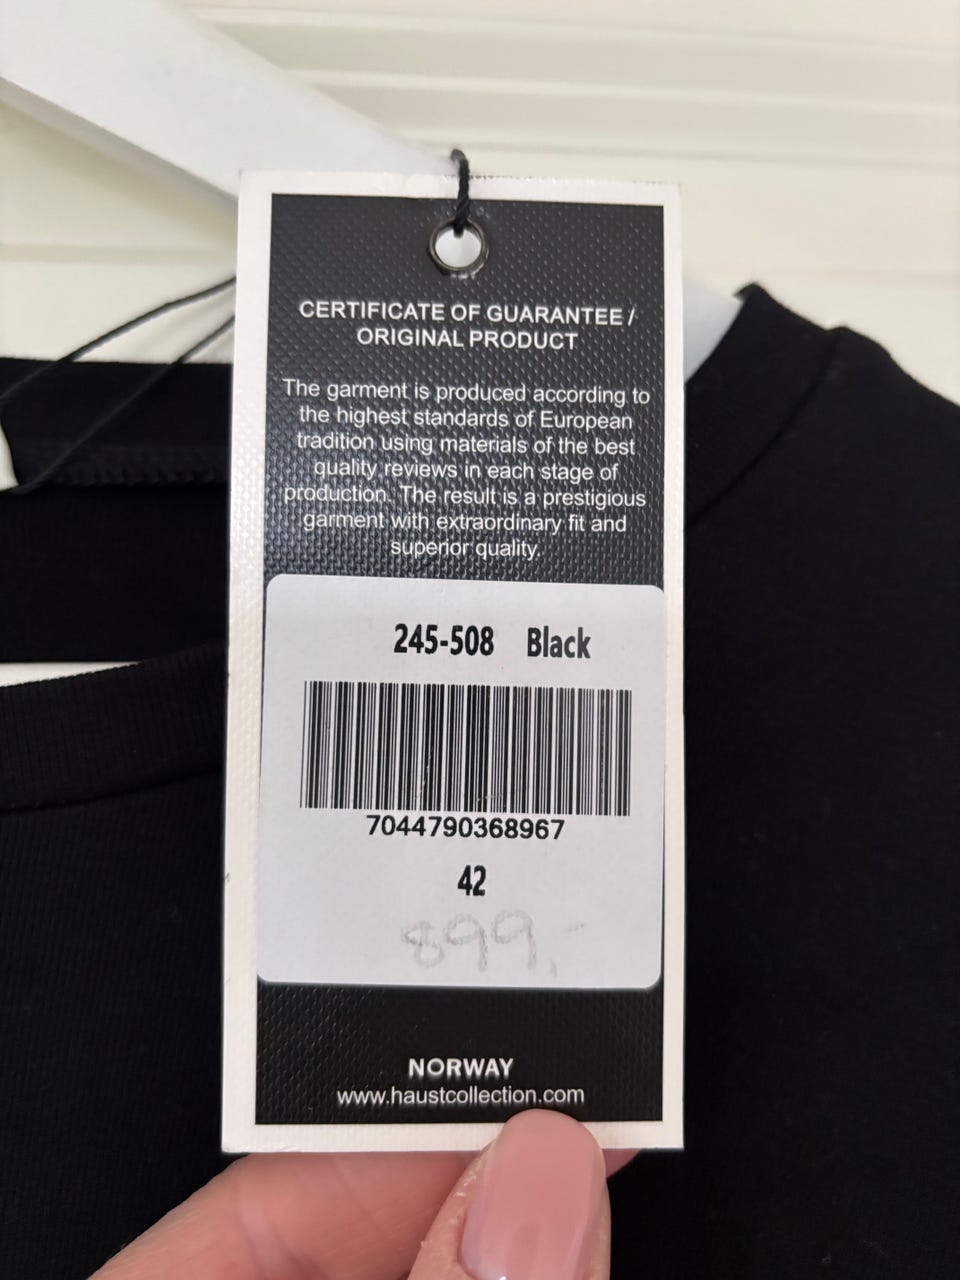 CERTIFICATE OF GUARANTEE /
ORIGINAL PRODUCT
The garment is produced according to
the highest standards of European
tradition using materials of the best
quality reviews in each stage of
production. The result is a prestigious
garment with extraordinary fit and
superior quality.
245-508 Black
7044790368967
42
899,-
NORWAY
www.haustcollection.com